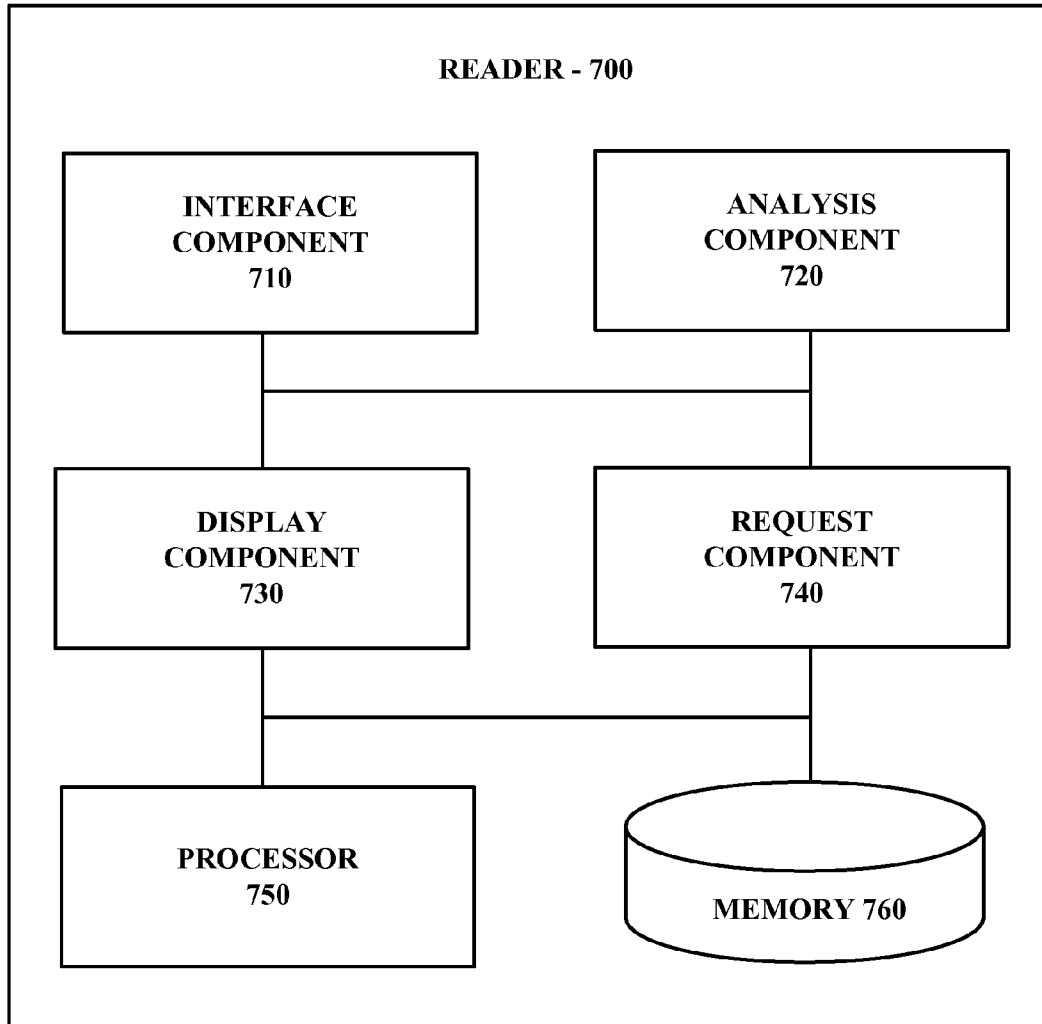 READER - 700
INTERFACE
COMPONENT
710
ANALYSIS
COMPONENT
720
DISPLAY
COMPONENT
730
REQUEST
COMPONENT
740
PROCESSOR
750
MEMORY 760